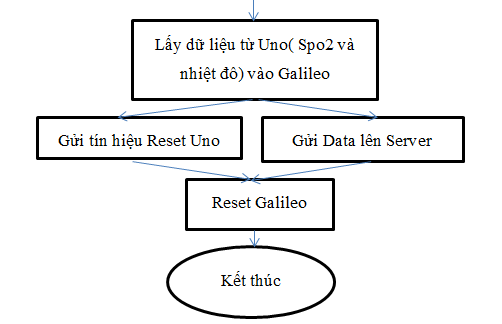 Lấy dữ liệu từ Uno( Spo2 và
nhiệt đô) vào Galileo
Gửi tín hiệu Reset Uno
Gửi Data lên Server
Reset Galileo
Kết thúc